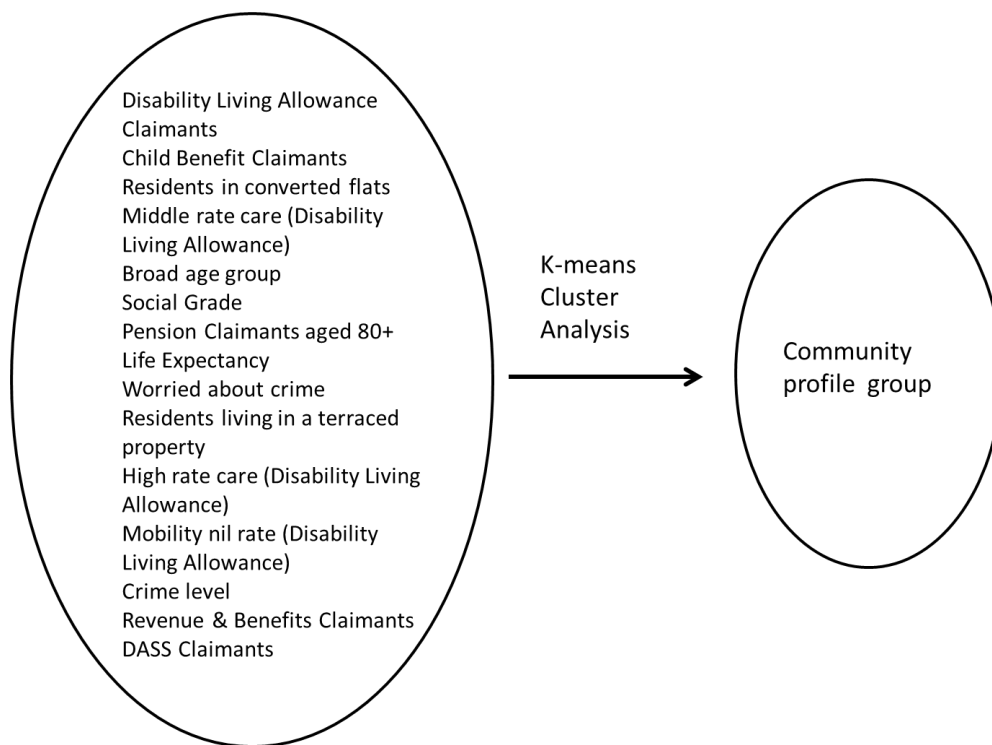 Disability Living Allowance
Claimants
Child Benefit Claimants
Residents in converted flats
Middle rate care (Disability
Living Allowance)
Broad age group
Social Grade
Pension Claimants aged 80+
Life Expectancy
Worried about crime
Residents living in a terraced
property
High rate care (Disability Living
Allowance)
Mobility nil rate (Disability
Living Allowance)
Crime level
Revenue & Benefits Claimants
DASS Claimants
K-means
Cluster
Analysis
Community
profile group